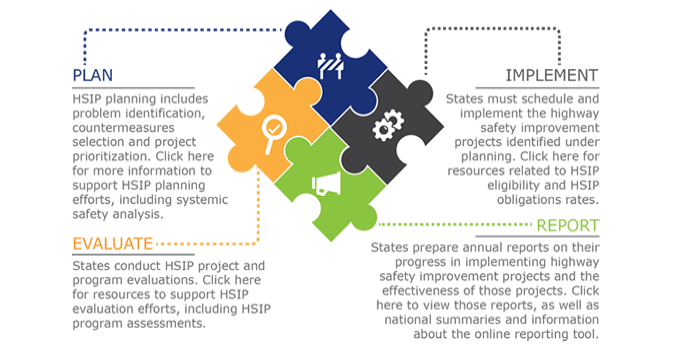 PLAN
HSIP planning includes
problem identification,
countermeasures
selection and project
prioritization. Click here
for more information to
support HSIP planning
efforts, including systemic
safety analysis.
IMPLEMENT
States must schedule and
implement the highway
safety improvement
projects identified under
planning. Click here for
resources related to HSIP
eligibility and HSIP
obligations rates.
EVALUATE
States conduct HSIP project and
program evaluations. Click here
for resources to support HSIP
evaluation efforts, including HSIP
program assessments.
REPORT
States prepare annual reports on their
progress in implementing highway
safety improvement projects and the
effectiveness of those projects. Click
here to view those reports, as well as
national summaries and information
about the online reporting tool.